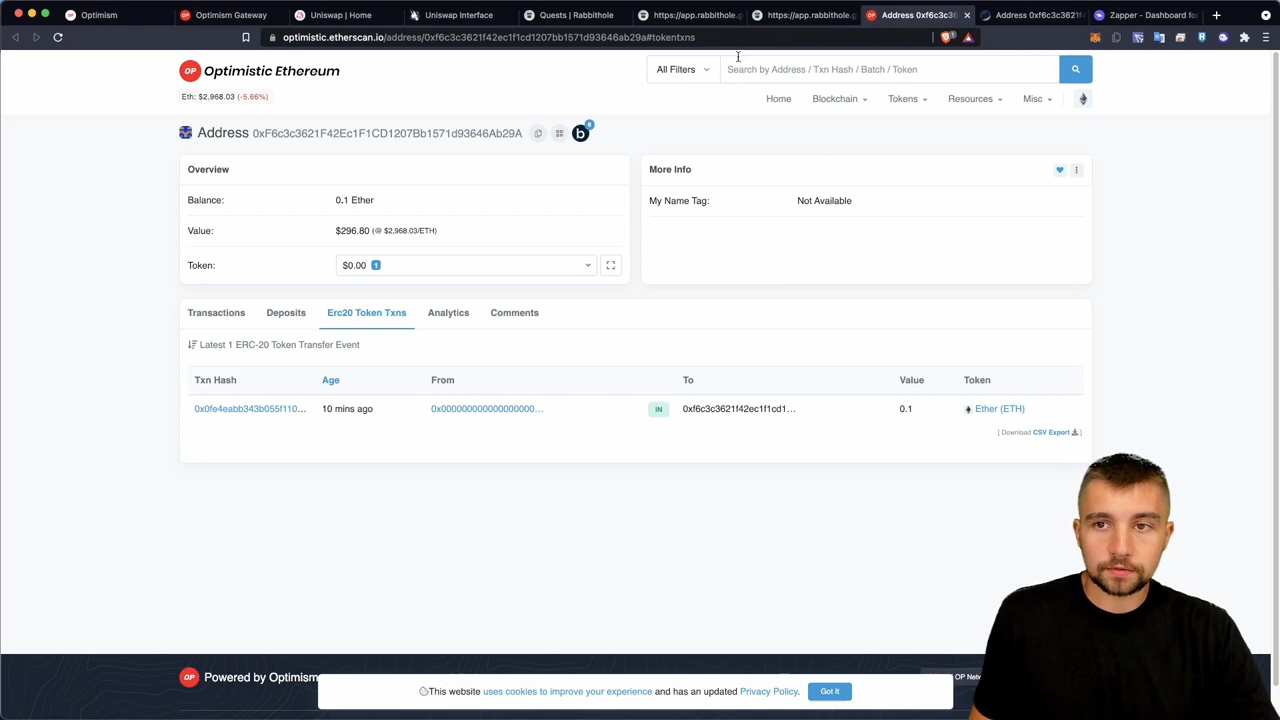 Optimism
Optimism Gateway
Uniswap | Home
Uniswap Interface
Quests | Rabbithole
https://app.rabbithole.g
https://app.rabbithole.g
Address 0xf6c3c36
Address 0xf6c3c3621f
Zapper - Dashboard for
optimistic.etherscan.io/address/0xf6c3c3621f42ec1f1cd1207bb1571d93646ab29a#tokentxns
OP Optimistic Ethereum
All Filters
Search by Address / Txn Hash / Batch / Token
Eth: $2,968.03 (-5.66%)
Home
Blockchain
Tokens
Resources
Misc
Address 0xF6c3c3621F42Ec1F1CD1207Bb1571d93646Ab29A
b
6
Overview
Balance:
0.1 Ether
Value:
$296.80 (@ $2,968.03/ETH)
Token:
$0.00 1
More Info
My Name Tag:
Not Available
Transactions
Deposits
Erc20 Token Txns
Analytics
Comments
Latest 1 ERC-20 Token Transfer Event
Txn Hash
Age
From
To
Value
Token
0x0fe4eabb343b055f110...
10 mins ago
0x000000000000000000...
IN
0xf6c3c3621f42ec1f1cd1...
0.1
Ether (ETH)
[ Download CSV Export ]
OP Powered by Optimism
OP
This website uses cookies to improve your experience and has an updated Privacy Policy.
Got It